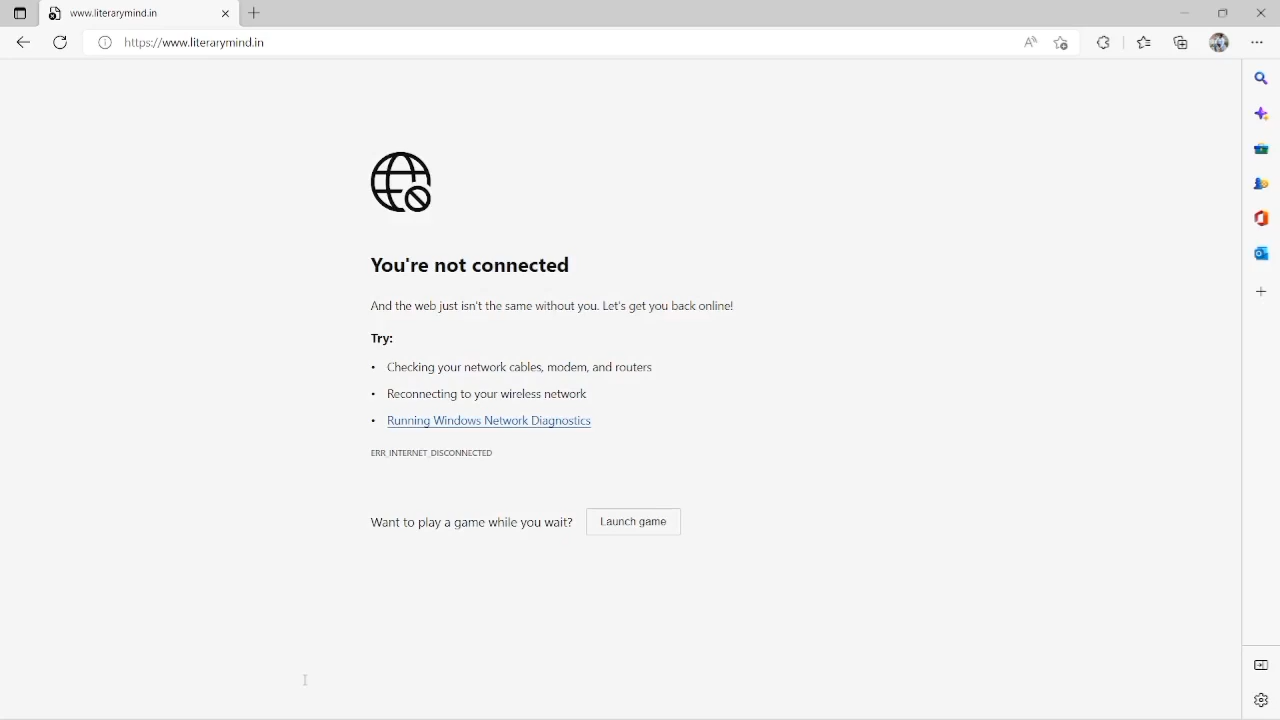 www.literarymind.in
https://www.literarymind.in
You're not connected
And the web just isn't the same without you. Let's get you back online!
Try:
• Checking your network cables, modem, and routers
• Reconnecting to your wireless network
• Running Windows Network Diagnostics
ERR_INTERNET_DISCONNECTED
Want to play a game while you wait? Launch game